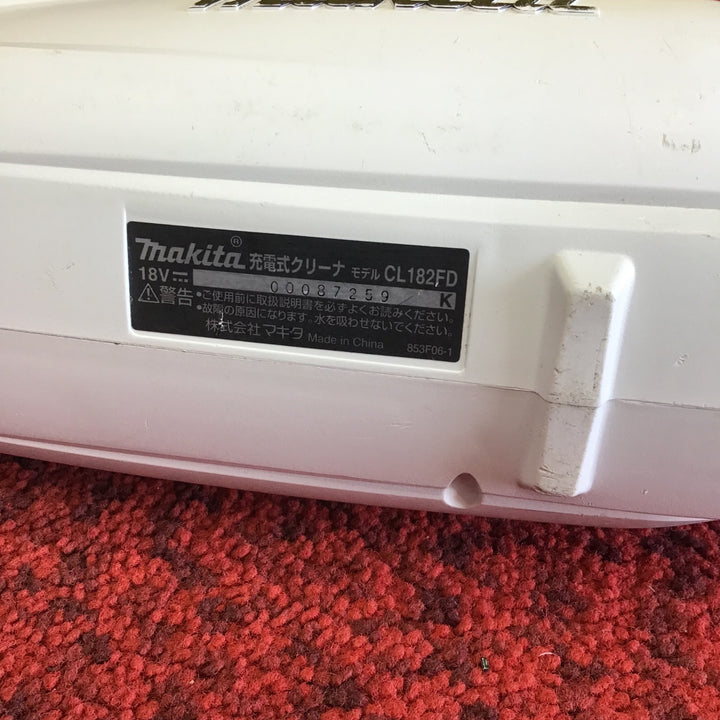 makita® 充電式クリーナ モデル CL182FD
18V⎓ 00087259 K
⚠警告 •ご使用前に取扱説明書を必ずよくお読みください。
•故障の原因になります。水を吸わせないでください。
株式会社マキタ Made in China 853F06-1